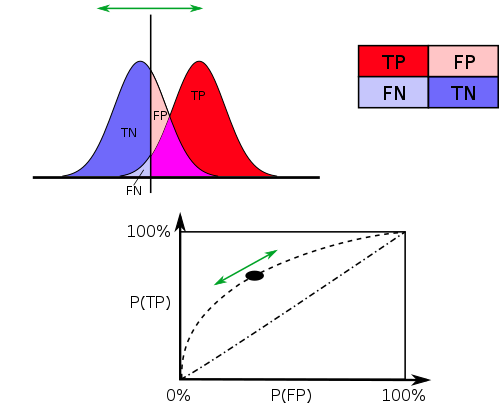 TP FP
FN TN
TN
FP
TP
FN
100%
P(TP)
0% P(FP) 100%